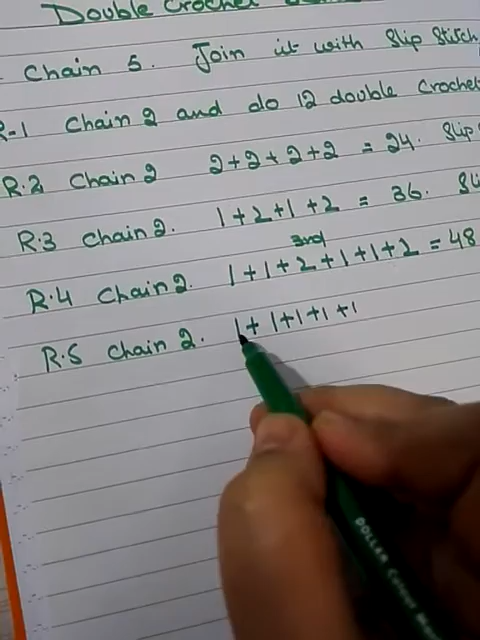 Double Crochet
Chain 5. Join it with Slip Stitch
R-1 Chain 2 and do 12 double Crochet
R.2 Chain 2 2+2+2+2 = 24. Slip
R.3 Chain 2. 1+2+1+2 = 36. Sli
R.4 Chain 2. 1+1+2+1+1+2 = 48
R.5 Chain 2. 1+1+1+1+1
DOLLAR